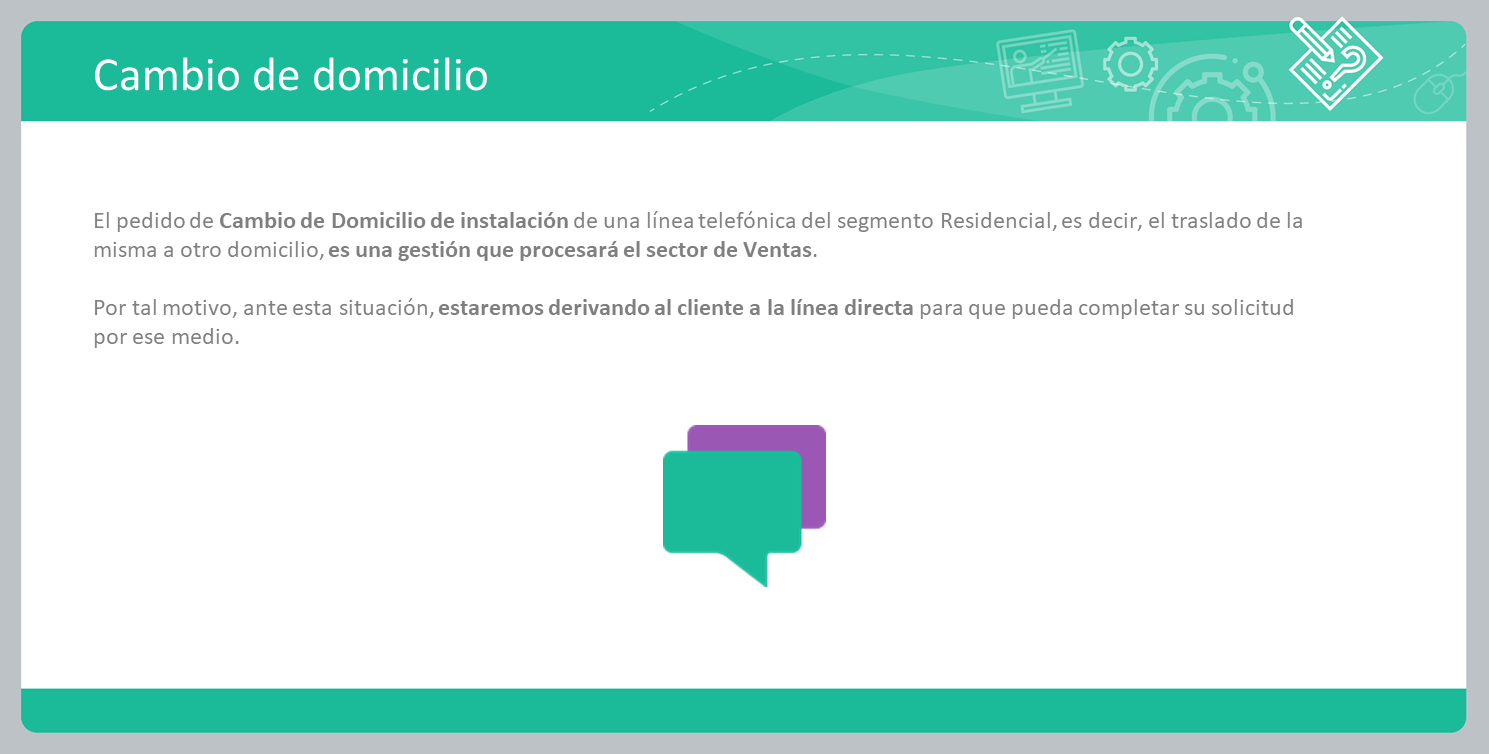 Cambio de domicilio
El pedido de Cambio de Domicilio de instalación de una línea telefónica del segmento Residencial, es decir, el traslado de la
misma a otro domicilio, es una gestión que procesará el sector de Ventas.
Por tal motivo, ante esta situación, estaremos derivando al cliente a la línea directa para que pueda completar su solicitud
por ese medio.